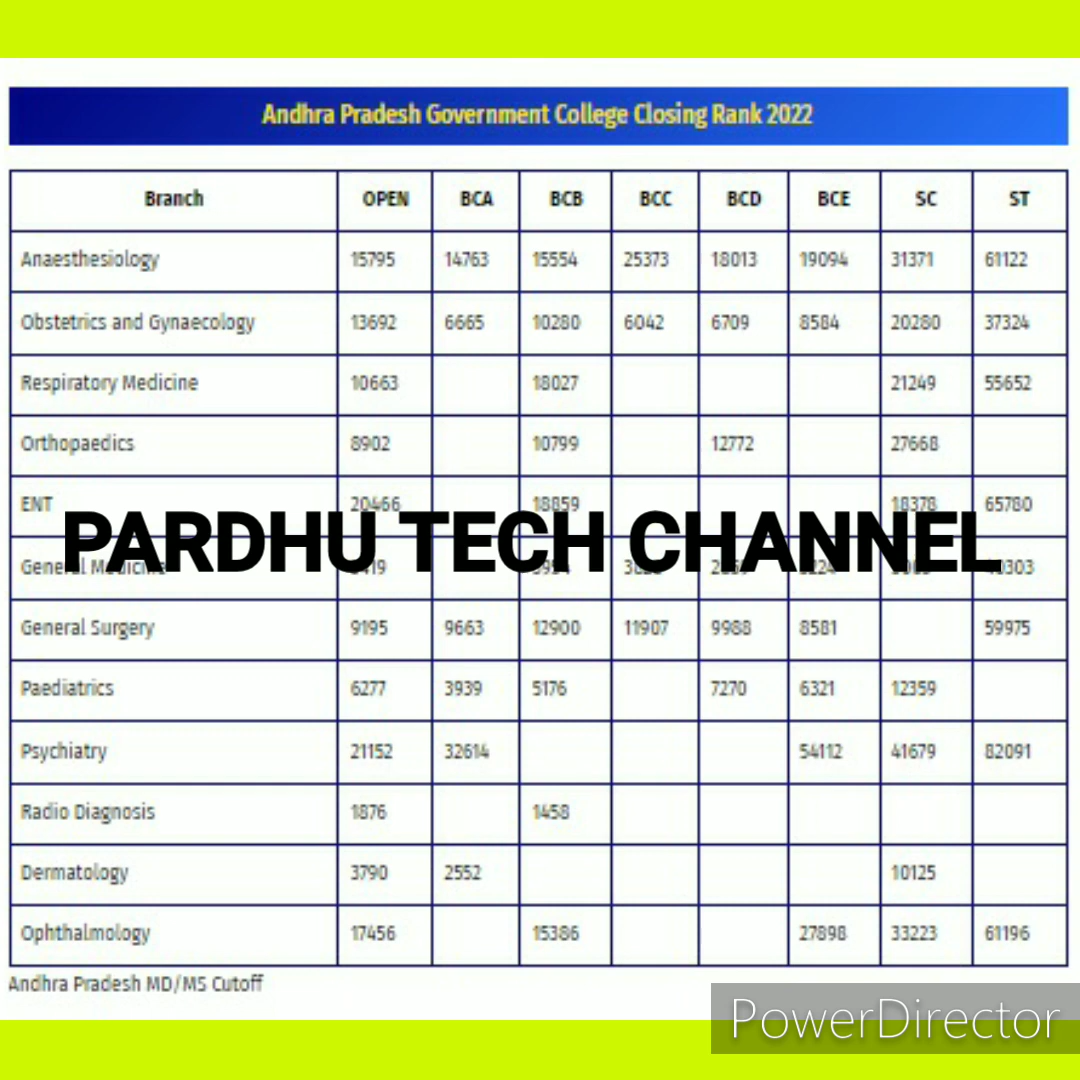 Andhra Pradesh Government College Closing Rank 2022
Branch OPEN BCA BCB BCC BCD BCE SC ST
Anaesthesiology 15795 14763 15554 25373 18013 19094 31371 61122
Obstetrics and Gynaecology 13692 6665 10280 6042 6709 8584 20280 37324
Respiratory Medicine 10663 18027 21249 55652
Orthopaedics 8902 10799 12772 27668
ENT 20466 18859 18378 65780
PARDHU TECH CHANNEL
General Medicine
General Surgery 9195 9663 12900 11907 9988 8581 59975
Paediatrics 6277 3939 5176 7270 6321 12359
Psychiatry 21152 32614 54112 41679 82091
Radio Diagnosis 1876 1458
Dermatology 3790 2552 10125
Ophthalmology 17456 15386 27898 33223 61196
Andhra Pradesh MD/MS Cutoff
PowerDirector